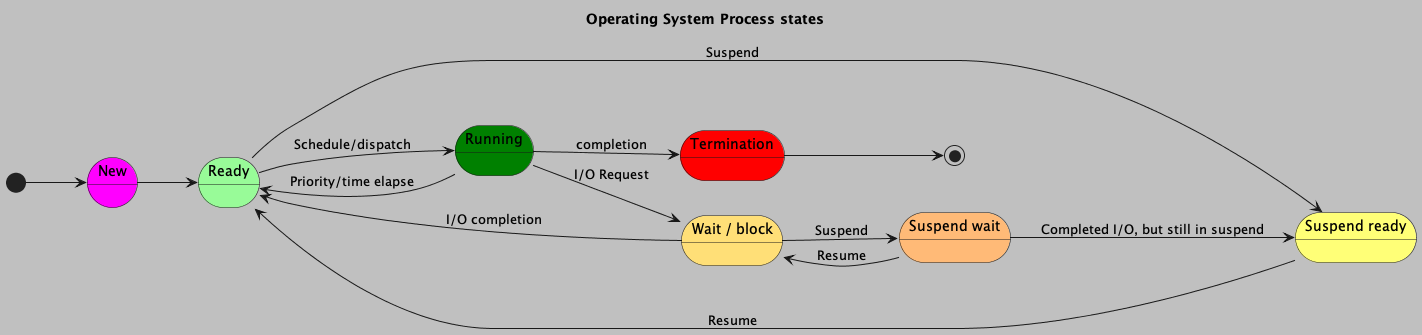 Operating System Process states
Suspend
Schedule/dispatch
Running
completion
Termination
New
Ready
Priority/time elapse
I/O Request
I/O completion
Wait / block
Suspend
Suspend wait
Completed I/O, but still in suspend
Suspend ready
Resume
Resume